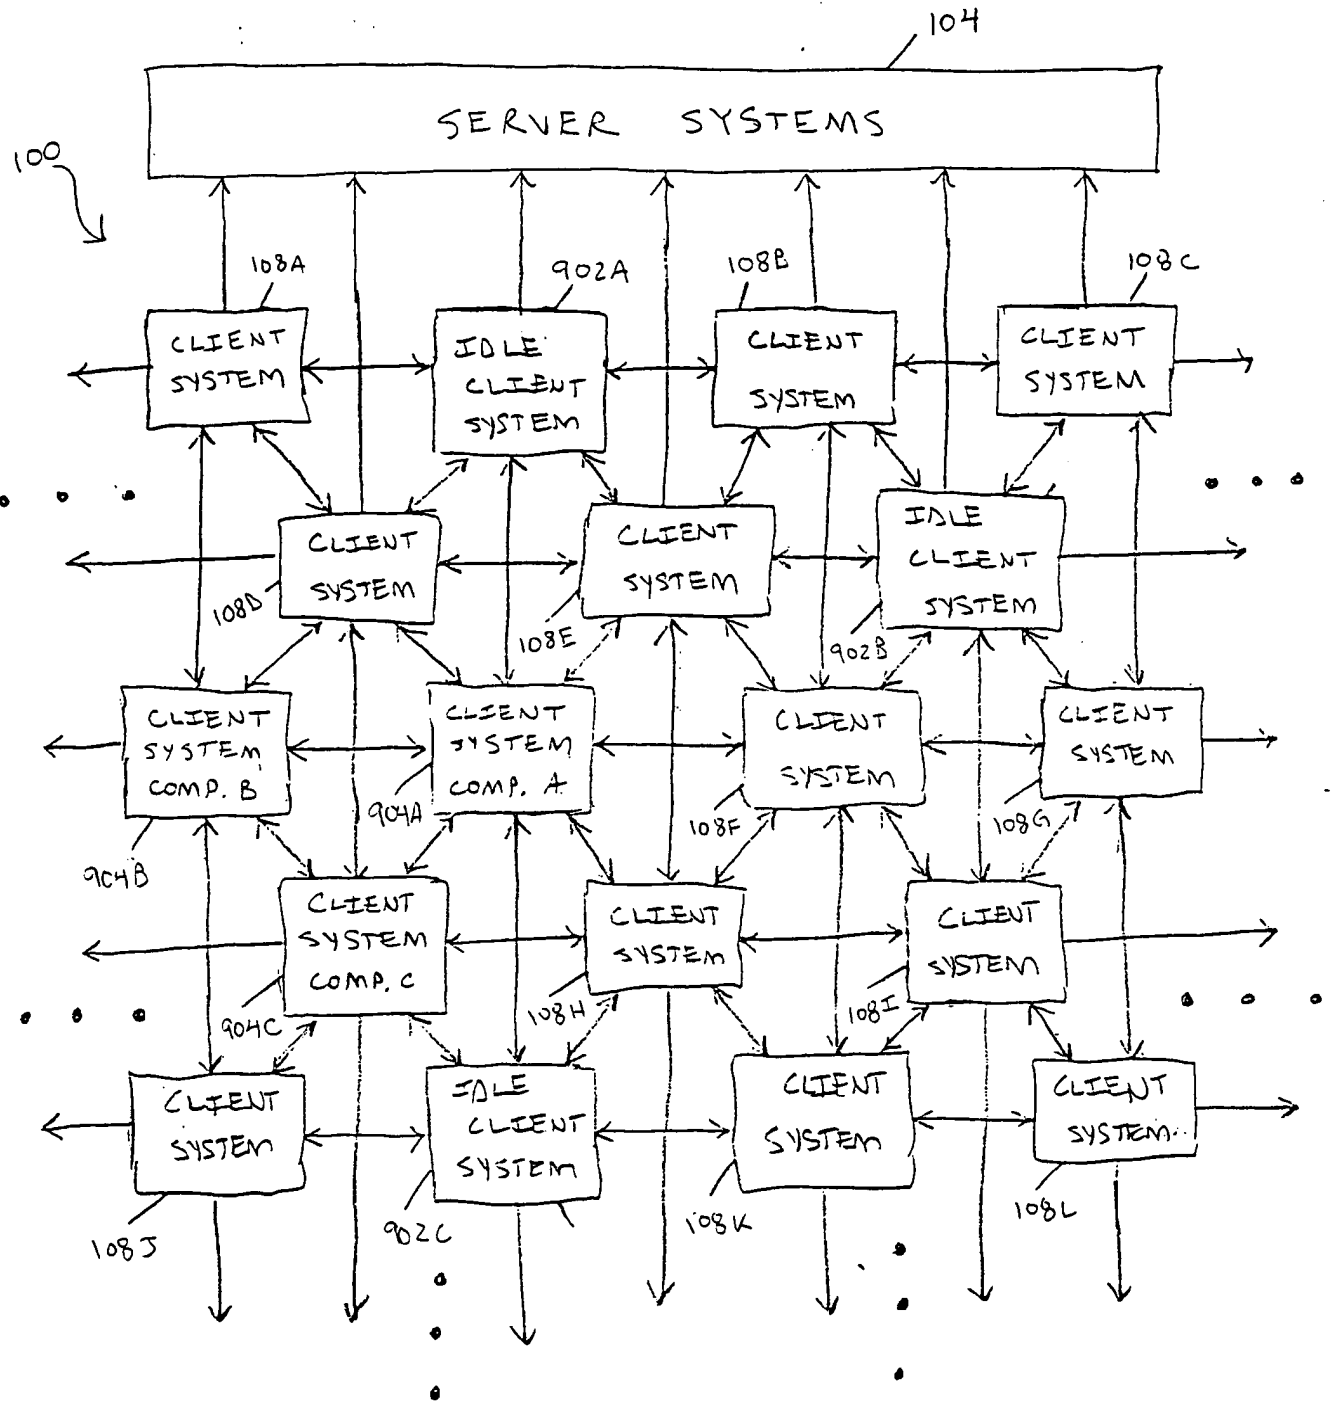 104
SERVER SYSTEMS
100
108A
902A
108B
108C
CLIENT
SYSTEM
IDLE
CLIENT
SYSTEM
CLIENT
SYSTEM
CLIENT
SYSTEM
CLIENT
SYSTEM
108D
CLIENT
SYSTEM
108E
IDLE
CLIENT
SYSTEM
902B
CLIENT
SYSTEM
COMP. B
904B
CLIENT
SYSTEM
COMP. A
904A
CLIENT
SYSTEM
108F
CLIENT
SYSTEM
108G
CLIENT
SYSTEM
COMP. C
904C
CLIENT
SYSTEM
108H
CLIENT
SYSTEM
108I
CLIENT
SYSTEM
108J
IDLE
CLIENT
SYSTEM
902C
CLIENT
SYSTEM
108K
CLIENT
SYSTEM
108L